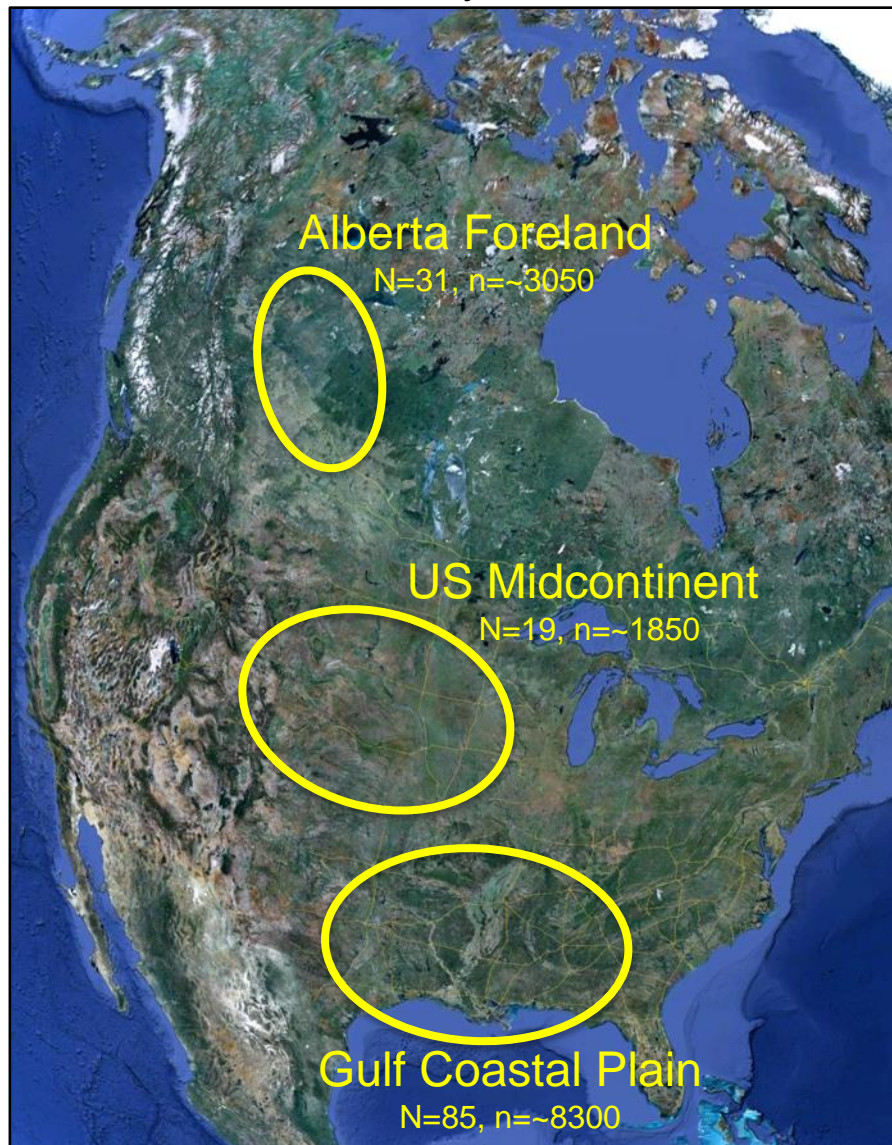 Alberta Foreland
N=31, n=~3050
US Midcontinent
N=19, n=~1850
Gulf Coastal Plain
N=85, n=~8300